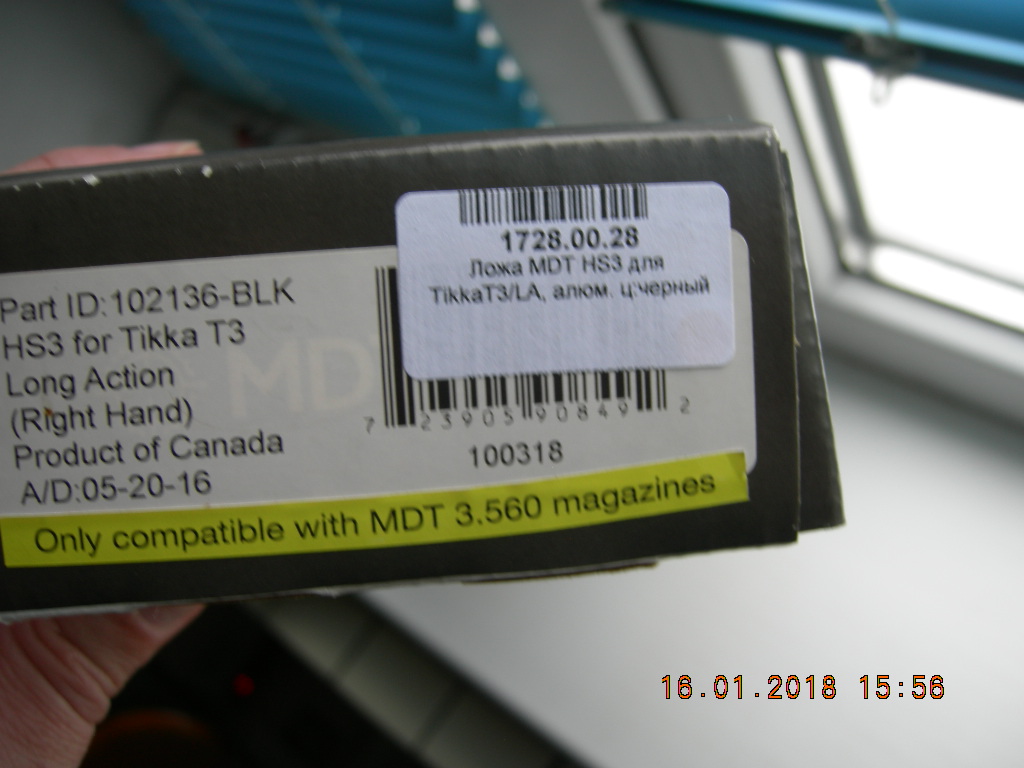 1728.00.28
Ложа MDT HS3 для
TikkaT3/LA, алюм. ц:черный
Part ID:102136-BLK
HS3 for Tikka T3
Long Action
(Right Hand)
Product of Canada
A/D:05-20-16
MD
7 23905 90849 2
100318
Only compatible with MDT 3.560 magazines
16.01.2018 15:56